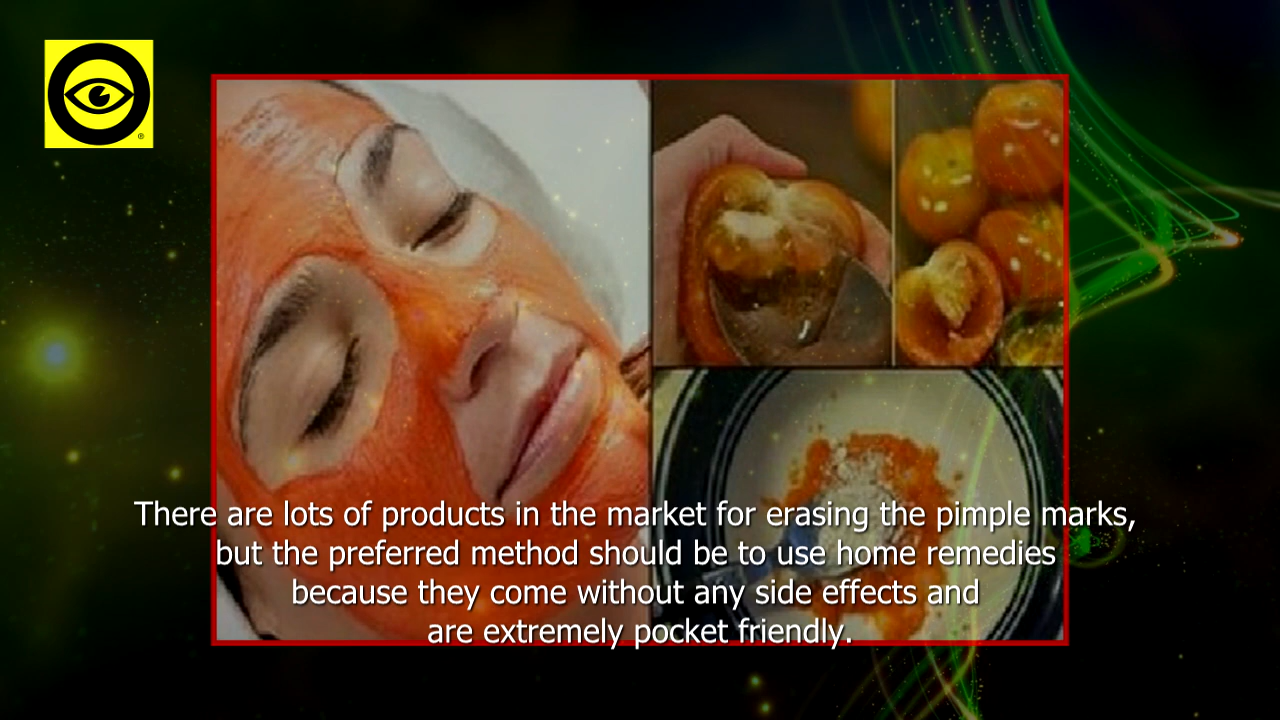 There are lots of products in the market for erasing the pimple marks,
but the preferred method should be to use home remedies
because they come without any side effects and
are extremely pocket friendly.
®